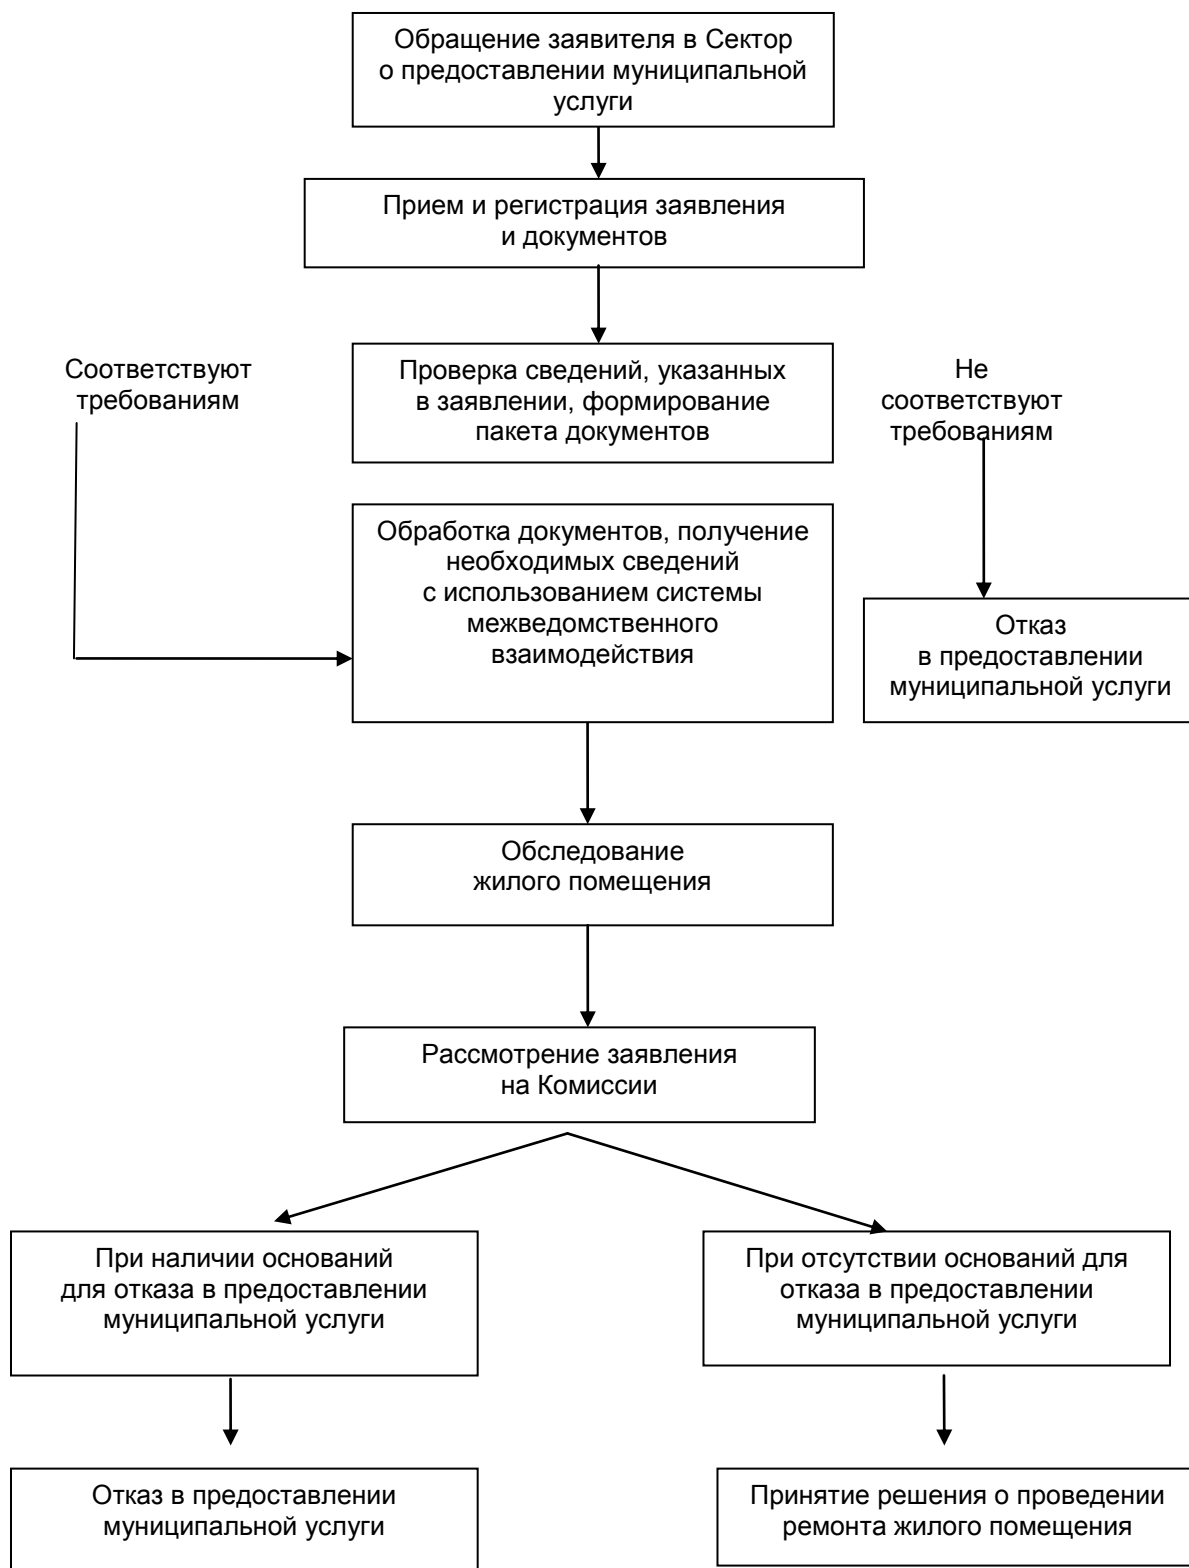 Обращение заявителя в Сектор
о предоставлении муниципальной
услуги
Прием и регистрация заявления
и документов
Соответствуют
требованиям
Проверка сведений, указанных
в заявлении, формирование
пакета документов
Не
соответствуют
требованиям
Обработка документов, получение
необходимых сведений
с использованием системы
межведомственного
взаимодействия
Отказ
в предоставлении
муниципальной услуги
Обследование
жилого помещения
Рассмотрение заявления
на Комиссии
При наличии оснований
для отказа в предоставлении
муниципальной услуги
При отсутствии оснований для
отказа в предоставлении
муниципальной услуги
Отказ в предоставлении
муниципальной услуги
Принятие решения о проведении
ремонта жилого помещения